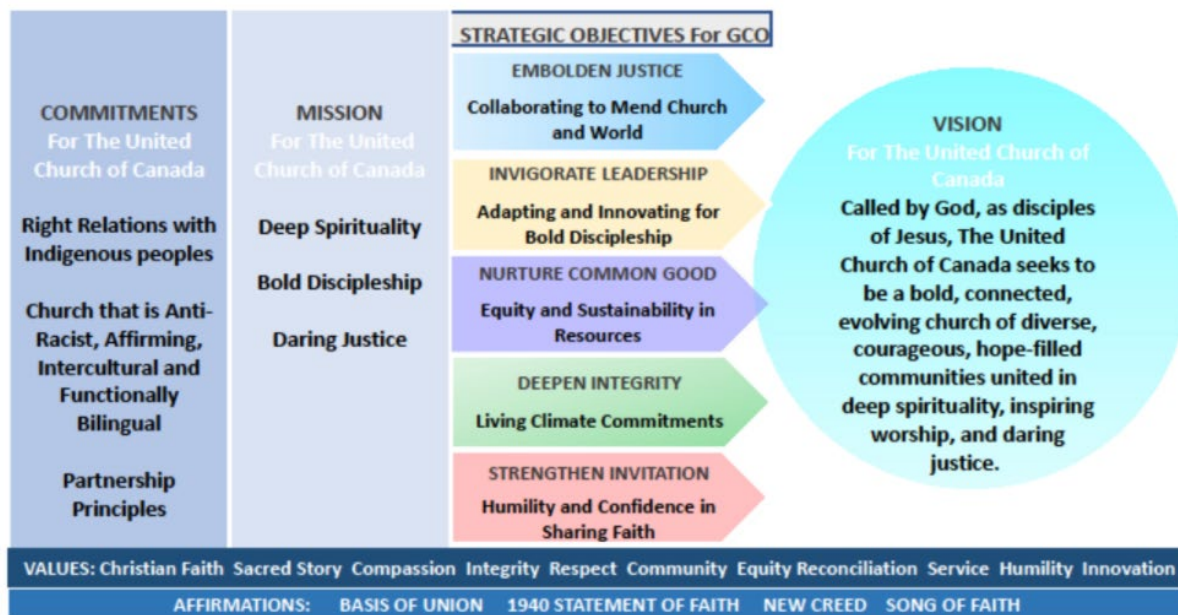 COMMITMENTS
For The United
Church of Canada
Right Relations with
Indigenous peoples
Church that is Anti-
Racist, Affirming,
Intercultural and
Functionally
Bilingual
Partnership
Principles
MISSION
For The United
Church of Canada
Deep Spirituality
Bold Discipleship
Daring Justice
STRATEGIC OBJECTIVES For GCO
EMBOLDEN JUSTICE
Collaborating to Mend Church
and World
INVIGORATE LEADERSHIP
Adapting and Innovating for
Bold Discipleship
NURTURE COMMON GOOD
Equity and Sustainability in
Resources
DEEPEN INTEGRITY
Living Climate Commitments
STRENGTHEN INVITATION
Humility and Confidence in
Sharing Faith
VISION
For The United Church of
Canada
Called by God, as disciples
of Jesus, The United
Church of Canada seeks to
be a bold, connected,
evolving church of diverse,
courageous, hope-filled
communities united in
deep spirituality, inspiring
worship, and daring
justice.
VALUES: Christian Faith Sacred Story Compassion Integrity Respect Community Equity Reconciliation Service Humility Innovation
AFFIRMATIONS: BASIS OF UNION 1940 STATEMENT OF FAITH NEW CREED SONG OF FAITH